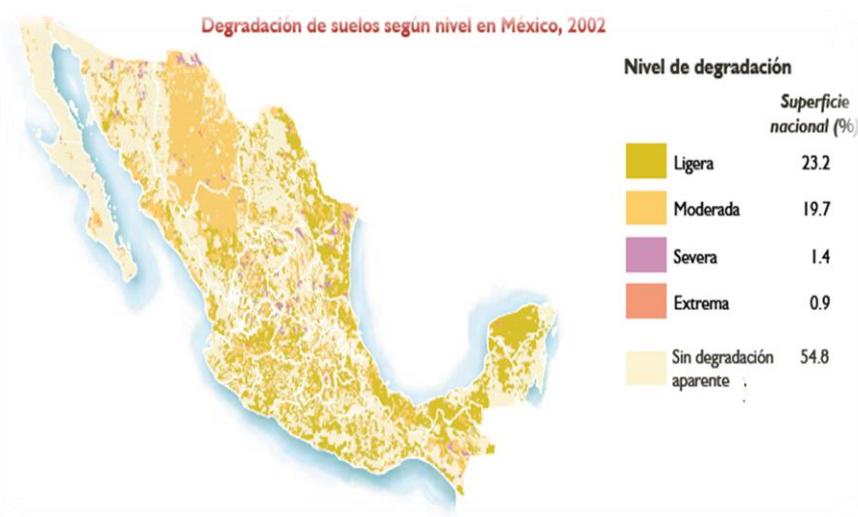 Degradación de suelos según nivel en México, 2002
Nivel de degradación
Superficie
nacional (%)
Ligera 23.2
Moderada 19.7
Severa 1.4
Extrema 0.9
Sin degradación 54.8
aparente